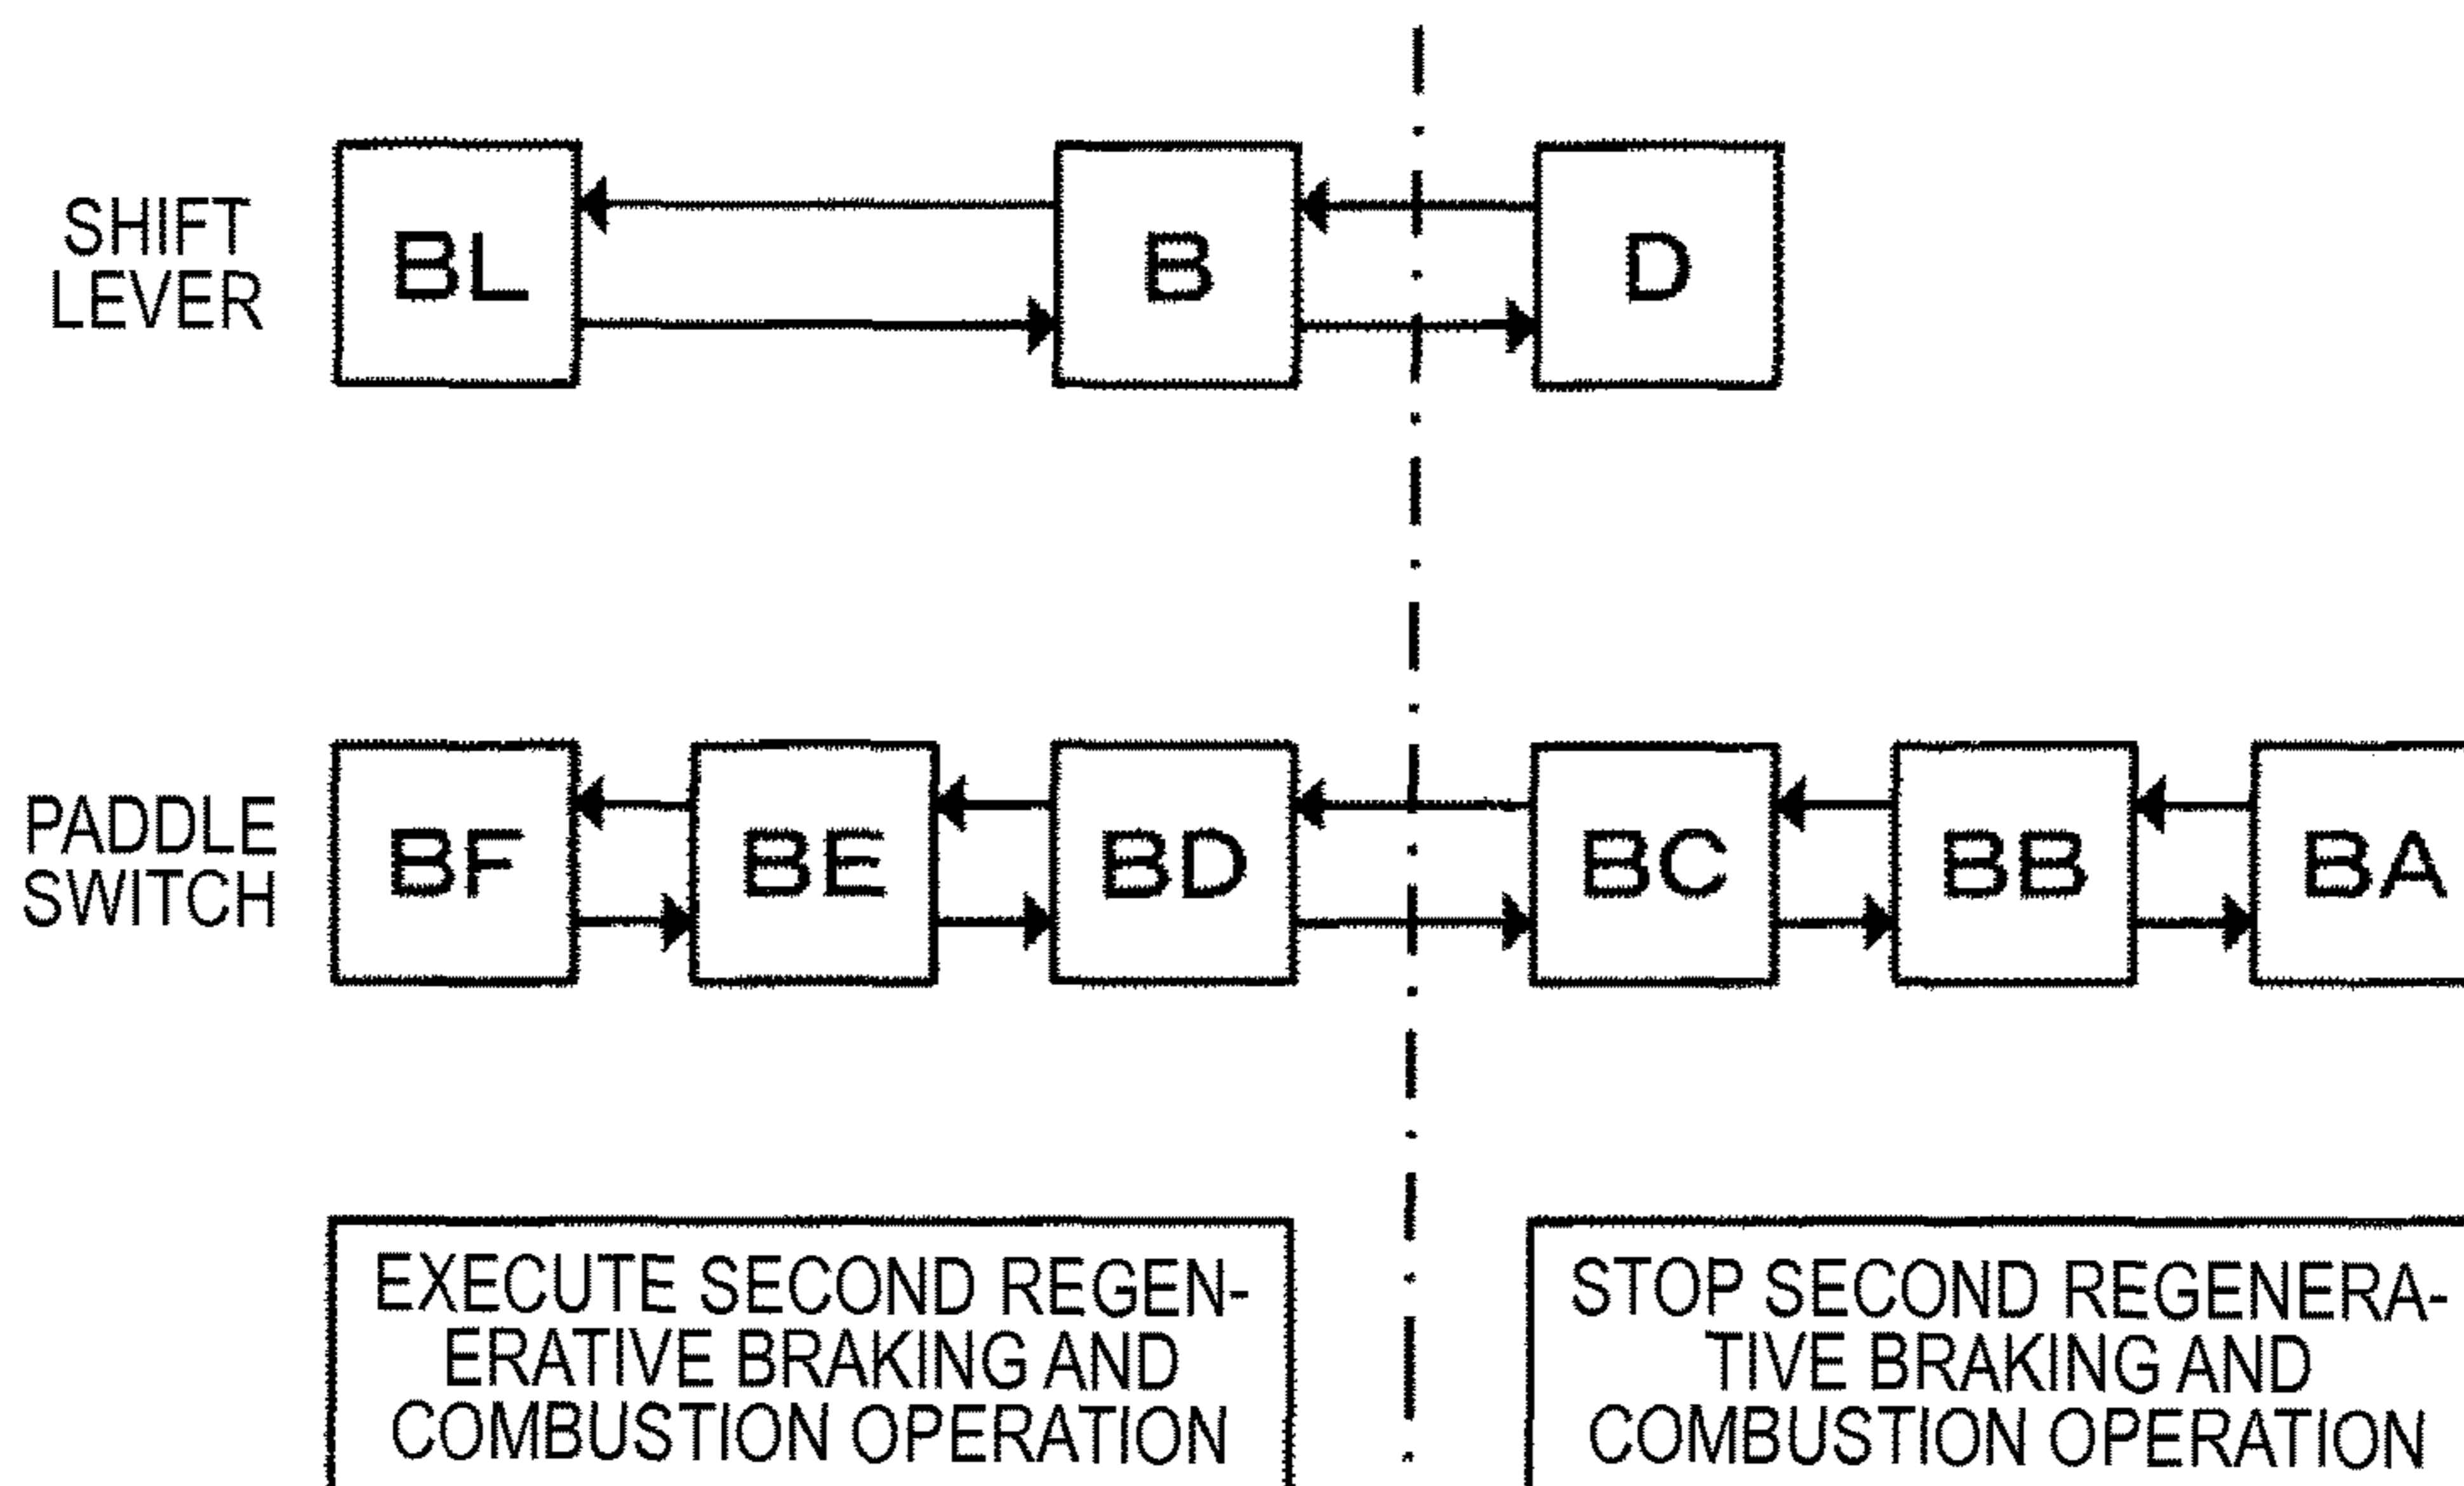 SHIFT
LEVER
BL
B
D
PADDLE
SWITCH
BF
BE
BD
BC
BB
BA
EXECUTE SECOND REGEN-
ERATIVE BRAKING AND
COMBUSTION OPERATION
STOP SECOND REGENERA-
TIVE BRAKING AND
COMBUSTION OPERATION